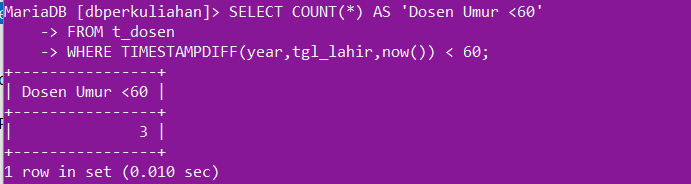 MariaDB [dbperkuliahan]> SELECT COUNT(*) AS 'Dosen Umur <60'
    -> FROM t_dosen
    -> WHERE TIMESTAMPDIFF(year,tgl_lahir,now()) < 60;
+----------------+
| Dosen Umur <60 |
+----------------+
|              3 |
+----------------+
1 row in set (0.010 sec)